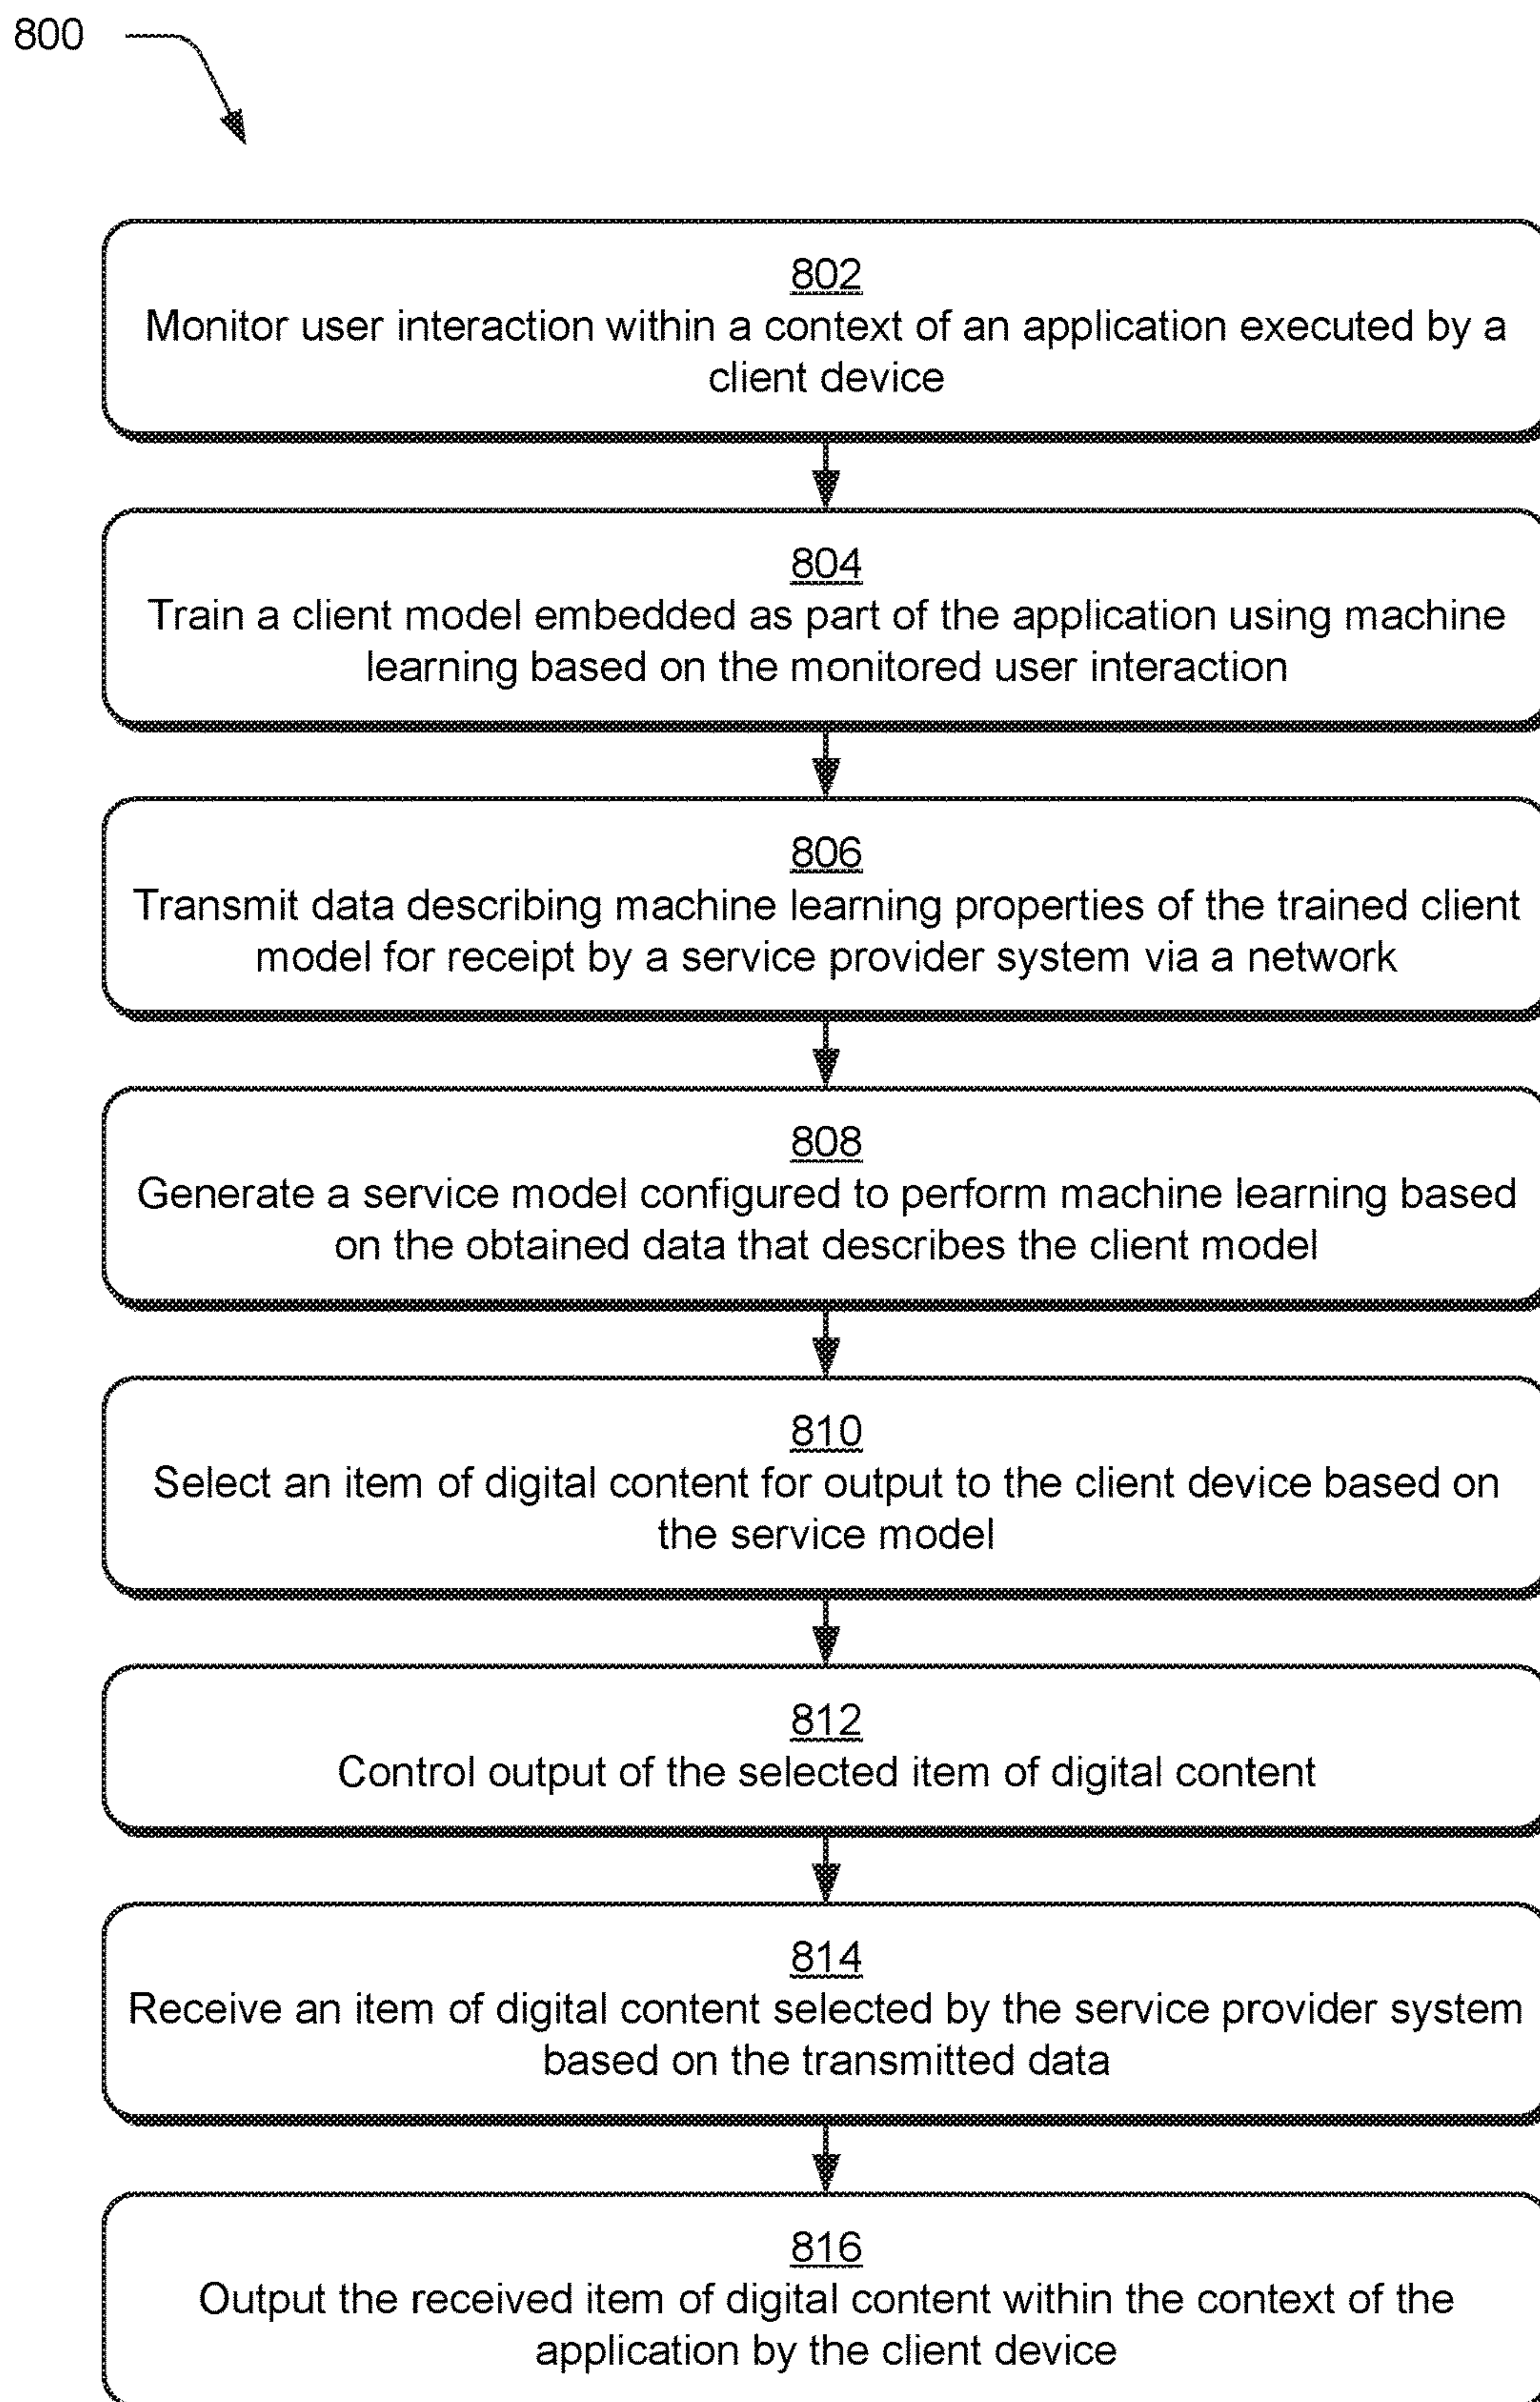 800
802
Monitor user interaction within a context of an application executed by a
client device
804
Train a client model embedded as part of the application using machine
learning based on the monitored user interaction
806
Transmit data describing machine learning properties of the trained client
model for receipt by a service provider system via a network
808
Generate a service model configured to perform machine learning based
on the obtained data that describes the client model
810
Select an item of digital content for output to the client device based on
the service model
812
Control output of the selected item of digital content
814
Receive an item of digital content selected by the service provider system
based on the transmitted data
816
Output the received item of digital content within the context of the
application by the client device